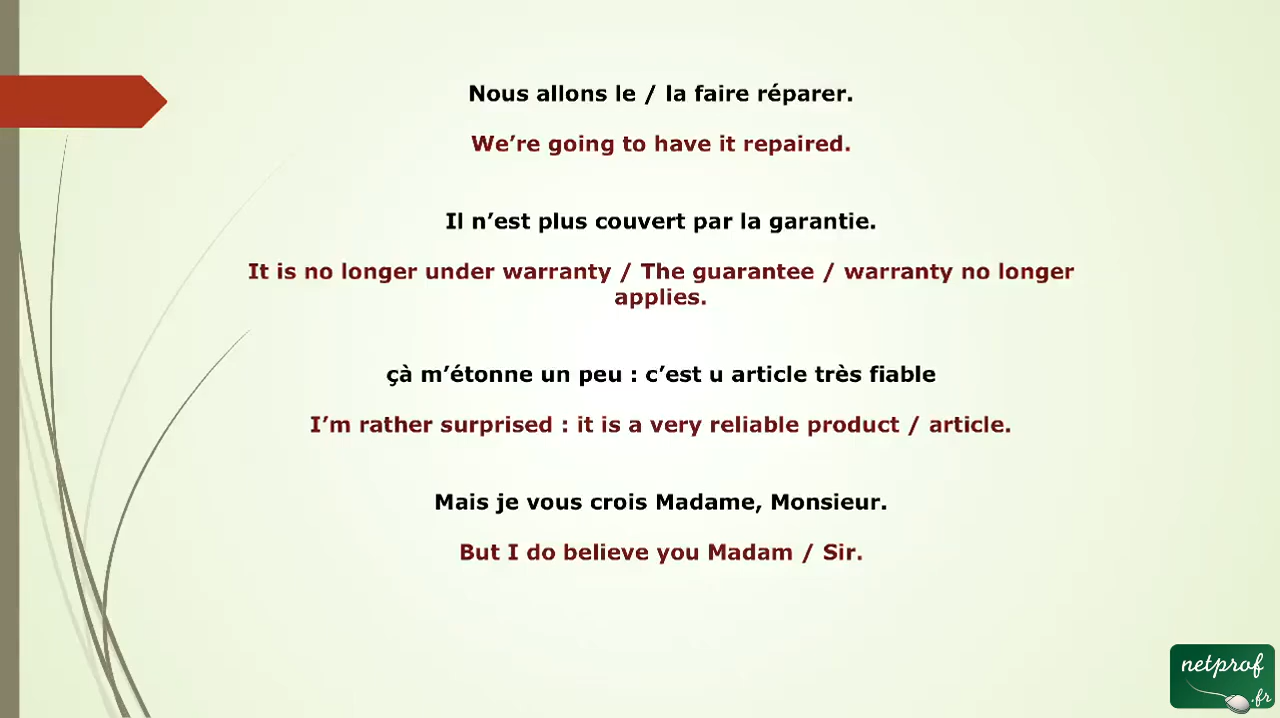 Nous allons le / la faire réparer.
We’re going to have it repaired.
Il n’est plus couvert par la garantie.
It is no longer under warranty / The guarantee / warranty no longer
applies.
çà m’étonne un peu : c’est u article très fiable
I’m rather surprised : it is a very reliable product / article.
Mais je vous crois Madame, Monsieur.
But I do believe you Madam / Sir.
netprof
.fr